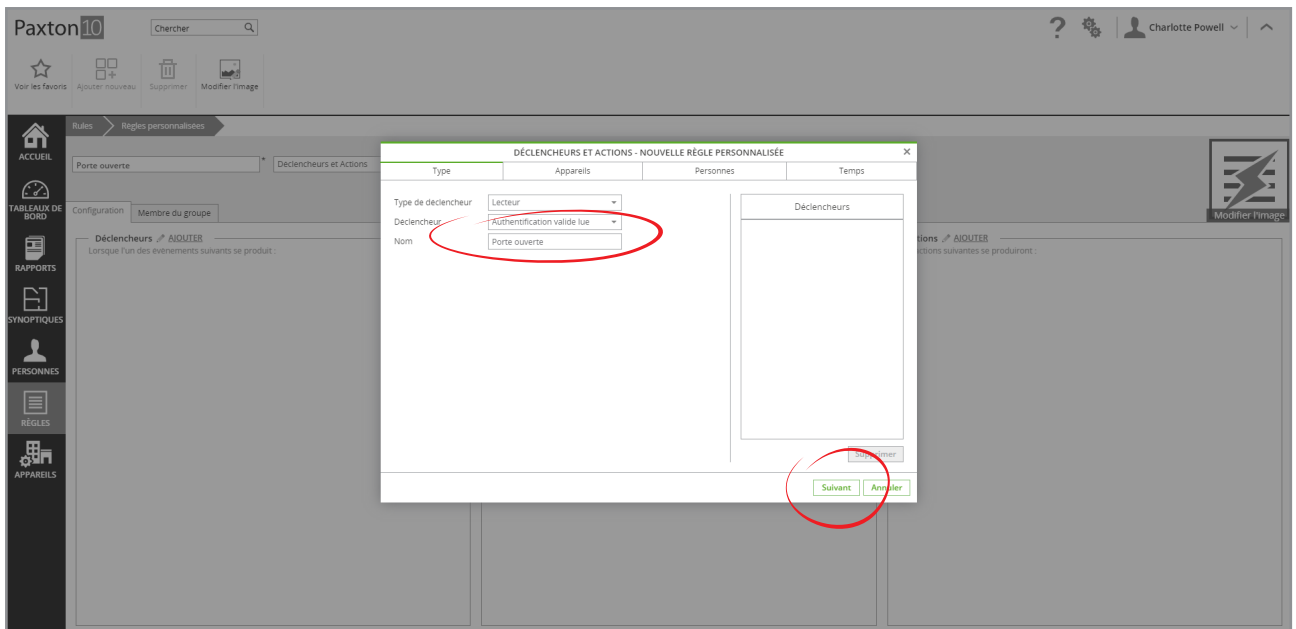 Paxton10 Chercher Charlotte Powell
Voir les favoris Ajouter nouveau Supprimer Modifier l'image
Rules Règles personnalisées
ACCUEIL
TABLEAUX DE BORD
RAPPORTS
SYNOPTIQUES
PERSONNES
RÈGLES
APPAREILS
Porte ouverte * Declencheurs et Actions
Modifier l'image
Configuration Membre du groupe
Déclencheurs AJOUTER
Lorsque l'un des évenements suivants se produit :
tions AJOUTER
ctions suivantes se produiront :
DÉCLENCHEURS ET ACTIONS - NOUVELLE RÈGLE PERSONNALISÉE
Type Appareils Personnes Temps
Type de declencheur Lecteur
Declencheur Authentification valide lue
Nom Porte ouverte
Déclencheurs
Supprimer
Suivant Annuler